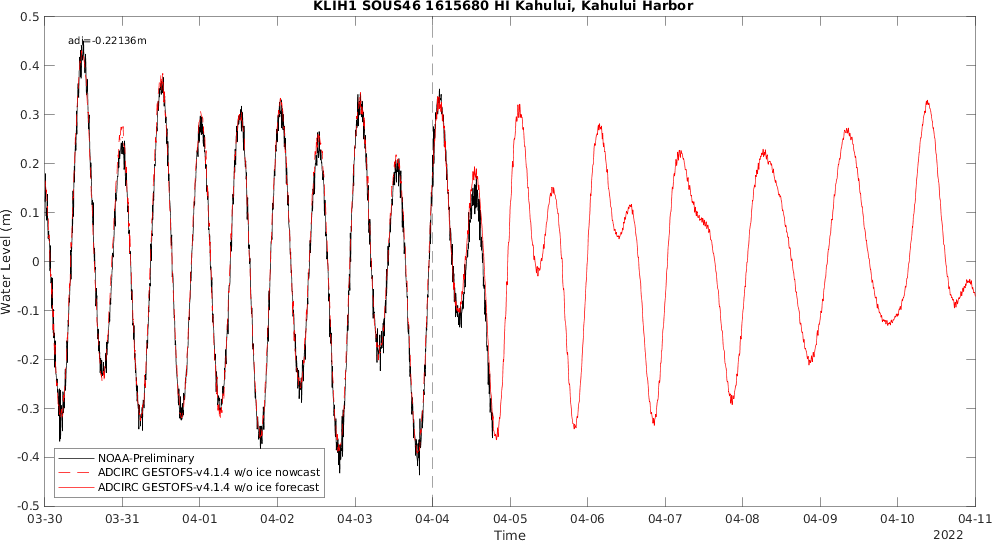 KLIH1 SOUS46 1615680 HI Kahului, Kahului Harbor
adj=-0.22136m
0.5
0.4
0.3
0.2
0.1
0
-0.1
-0.2
-0.3
-0.4
-0.5
Water Level (m)
NOAA-Preliminary
ADCIRC GESTOFS-v4.1.4 w/o ice nowcast
ADCIRC GESTOFS-v4.1.4 w/o ice forecast
03-30 03-31 04-01 04-02 04-03 04-04 04-05 04-06 04-07 04-08 04-09 04-10 04-11
Time
2022